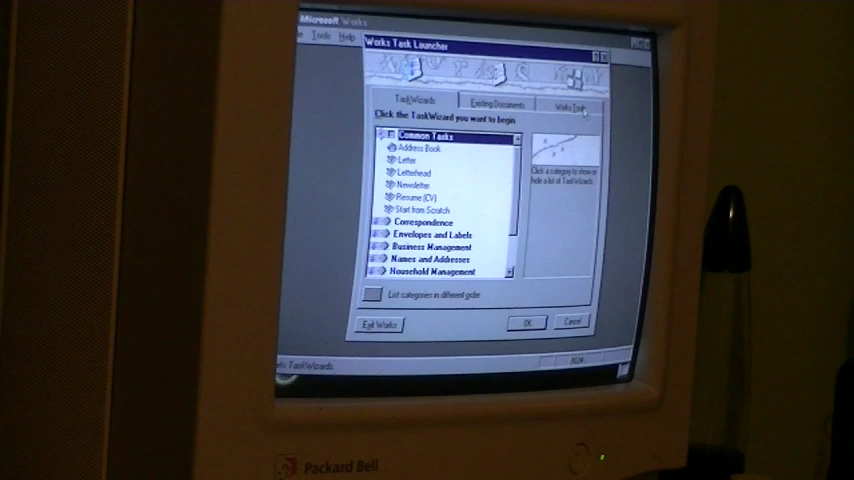 Microsoft Works
Tools Help
Works Task Launcher
TaskWizards
Existing Documents
Works Tools
Click the TaskWizard you want to begin
Common Tasks
Address Book
Letter
Letterhead
Newsletter
Resume (CV)
Start from Scratch
Correspondence
Envelopes and Labels
Business Management
Names and Addresses
Household Management
Click a category to show or
hide a list of TaskWizards.
List categories in different order
Exit Works
OK
Cancel
TaskWizards
NUM
Packard Bell